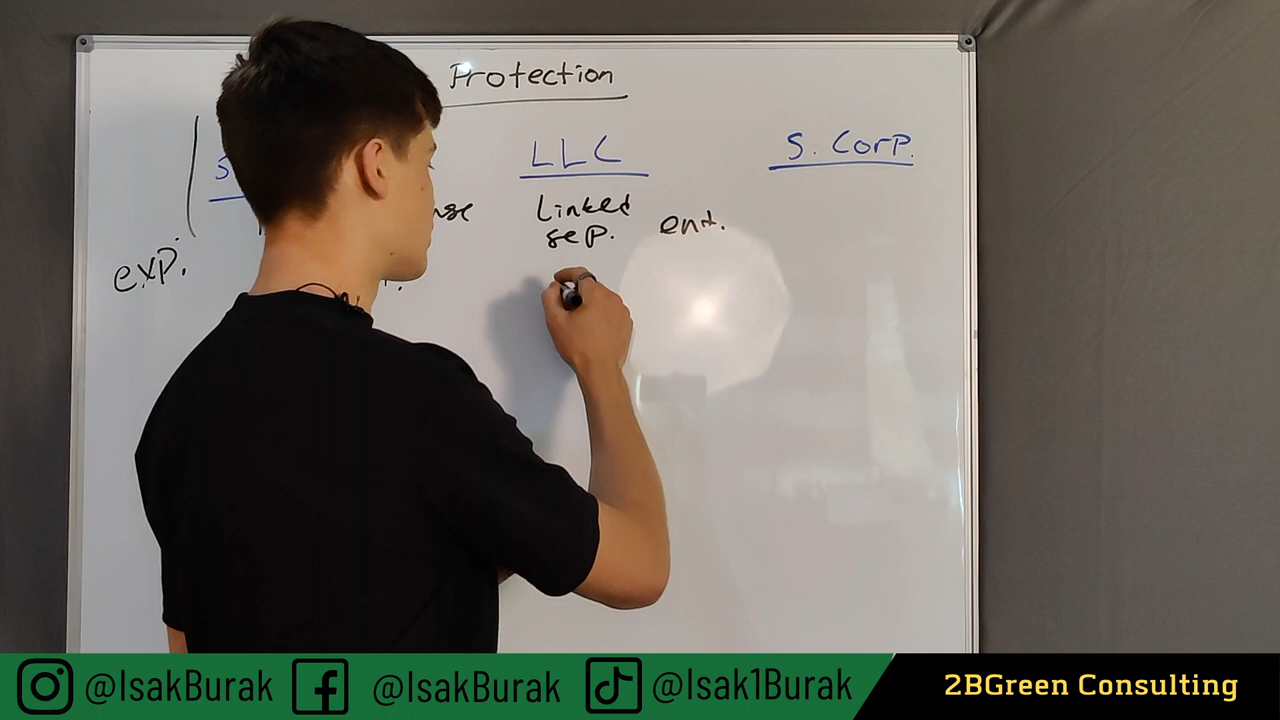 Protection
LLC
S. Corp.
Linked
sep. ent.
exp.
@IsakBurak
@IsakBurak
@Isak1Burak
2BGreen Consulting